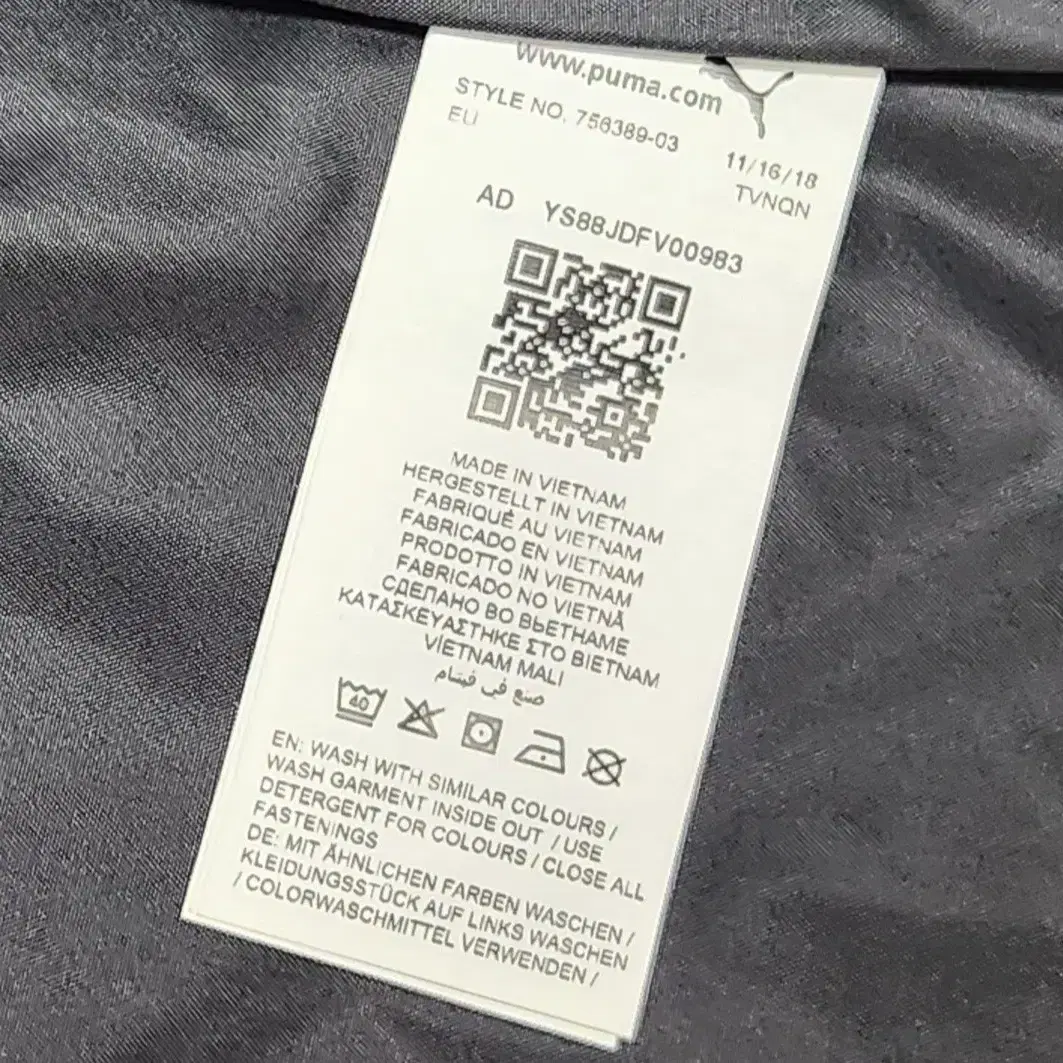 www.puma.com
STYLE NO. 756389-03
EU
11/16/18
TVNQN
AD YS88JDFV00983
MADE IN VIETNAM
HERGESTELLT IN VIETNAM
FABRIQUÉ AU VIETNAM
FABRICADO EN VIETNAM
PRODOTTO IN VIETNAM
FABRICADO NO VIETNÃ
СДЕЛАНО ВО ВЬЕТНАМЕ
ΚΑΤΑΣΚΕΥΑΣΤΗΚΕ ΣΤΟ ΒΙΕΤΝΑΜ
VİETNAM MALI
صنع في فيتنام
40
EN: WASH WITH SIMILAR COLOURS /
WASH GARMENT INSIDE OUT / USE
DETERGENT FOR COLOURS / CLOSE ALL
FASTENINGS
DE: MIT ÄHNLICHEN FARBEN WASCHEN /
KLEIDUNGSSTÜCK AUF LINKS WASCHEN
/ COLORWASCHMITTEL VERWENDEN /